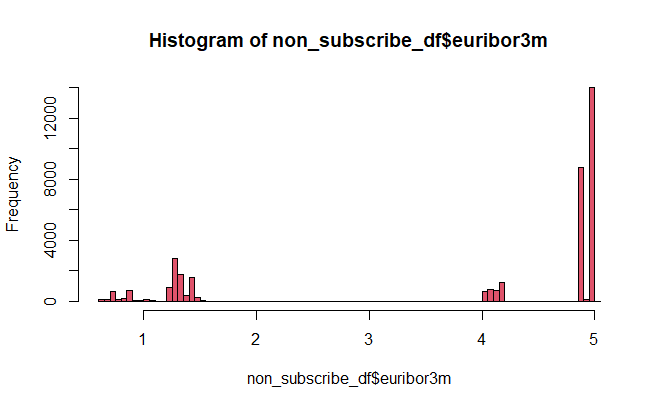 Histogram of non_subscribe_df$euribor3m
Frequency
12000
8000
4000
0
1 2 3 4 5
non_subscribe_df$euribor3m